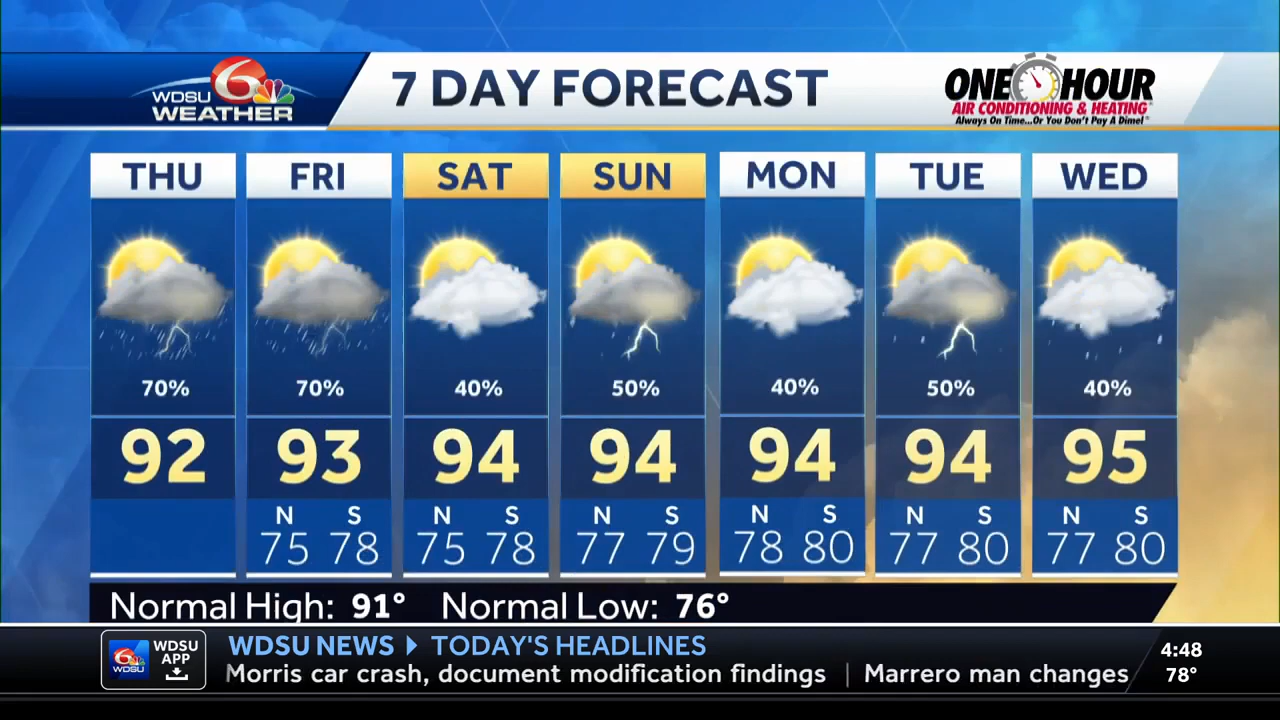 WDSU 6
WEATHER
7 DAY FORECAST
ONE HOUR
AIR CONDITIONING & HEATING
Always On Time...Or You Don't Pay A Dime!
THU FRI SAT SUN MON TUE WED
70% 70% 40% 50% 40% 50% 40%
92 93 94 94 94 94 95
N S N S N S N S N S N S
75 78 75 78 77 79 78 80 77 80 77 80
Normal High: 91° Normal Low: 76°
6 WDSU
WDSU
APP
WDSU NEWS TODAY'S HEADLINES
Morris car crash, document modification findings | Marrero man changes
4:48
78°